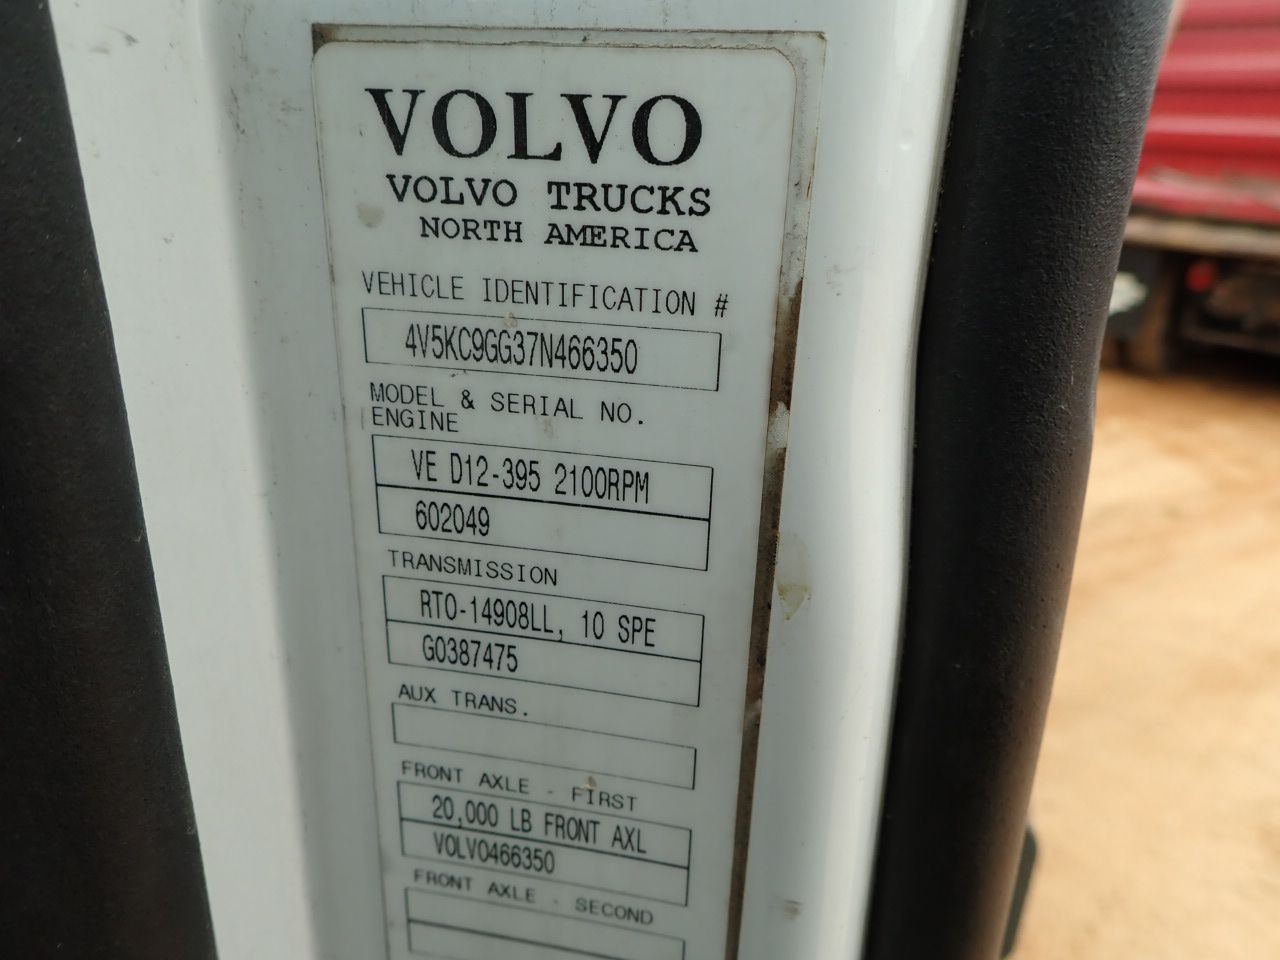 VOLVO
VOLVO TRUCKS
NORTH AMERICA
VEHICLE IDENTIFICATION #
4V5KC9GG37N466350
MODEL & SERIAL NO.
ENGINE
VE D12-395 2100RPM
602049
TRANSMISSION
RTO-14908LL, 10 SPE
G0387475
AUX TRANS.
FRONT AXLE - FIRST
20,000 LB FRONT AXL
VOLVO466350
FRONT AXLE - SECOND